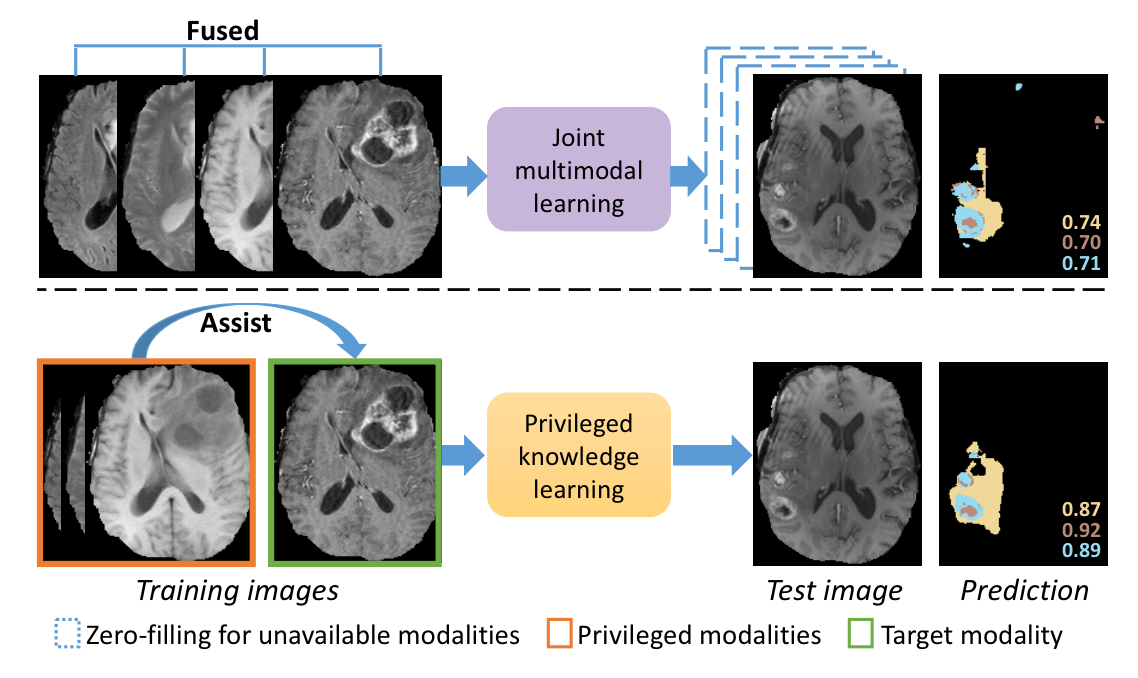 Fused
Joint
multimodal
learning
0.74
0.70
0.71
Assist
Privileged
knowledge
learning
0.87
0.92
0.89
Training images
Test image
Prediction
Zero-filling for unavailable modalities
Privileged modalities
Target modality